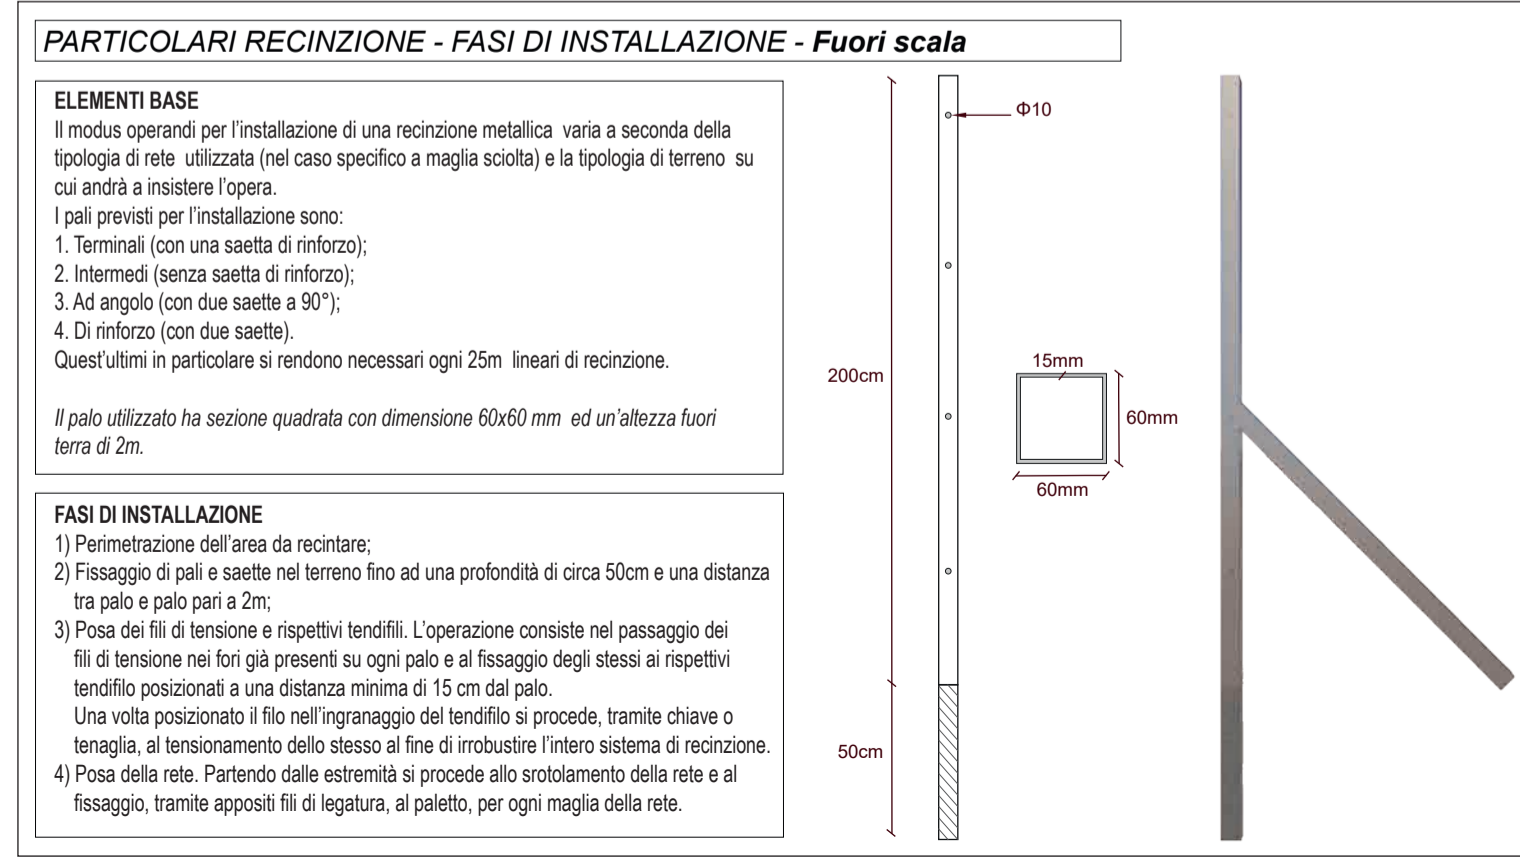 PARTICOLARI RECINZIONE - FASI DI INSTALLAZIONE - Fuori scala
ELEMENTI BASE
Il modus operandi per l’installazione di una recinzione metallica varia a seconda della
tipologia di rete utilizzata (nel caso specifico a maglia sciolta) e la tipologia di terreno su
cui andrà a insistere l’opera.
I pali previsti per l’installazione sono:
1. Terminali (con una saetta di rinforzo);
2. Intermedi (senza saetta di rinforzo);
3. Ad angolo (con due saette a 90°);
4. Di rinforzo (con due saette).
Quest’ultimi in particolare si rendono necessari ogni 25m lineari di recinzione.
Il palo utilizzato ha sezione quadrata con dimensione 60x60 mm ed un’altezza fuori
terra di 2m.
FASI DI INSTALLAZIONE
1) Perimetrazione dell’area da recintare;
2) Fissaggio di pali e saette nel terreno fino ad una profondità di circa 50cm e una distanza
tra palo e palo pari a 2m;
3) Posa dei fili di tensione e rispettivi tendifili. L’operazione consiste nel passaggio dei
fili di tensione nei fori già presenti su ogni palo e al fissaggio degli stessi ai rispettivi
tendifilo posizionati a una distanza minima di 15 cm dal palo.
Una volta posizionato il filo nell’ingranaggio del tendifilo si procede, tramite chiave o
tenaglia, al tensionamento dello stesso al fine di irrobustire l’intero sistema di recinzione.
4) Posa della rete. Partendo dalle estremità si procede allo srotolamento della rete e al
fissaggio, tramite appositi fili di legatura, al paletto, per ogni maglia della rete.
Φ10
200cm
50cm
15mm
60mm
60mm